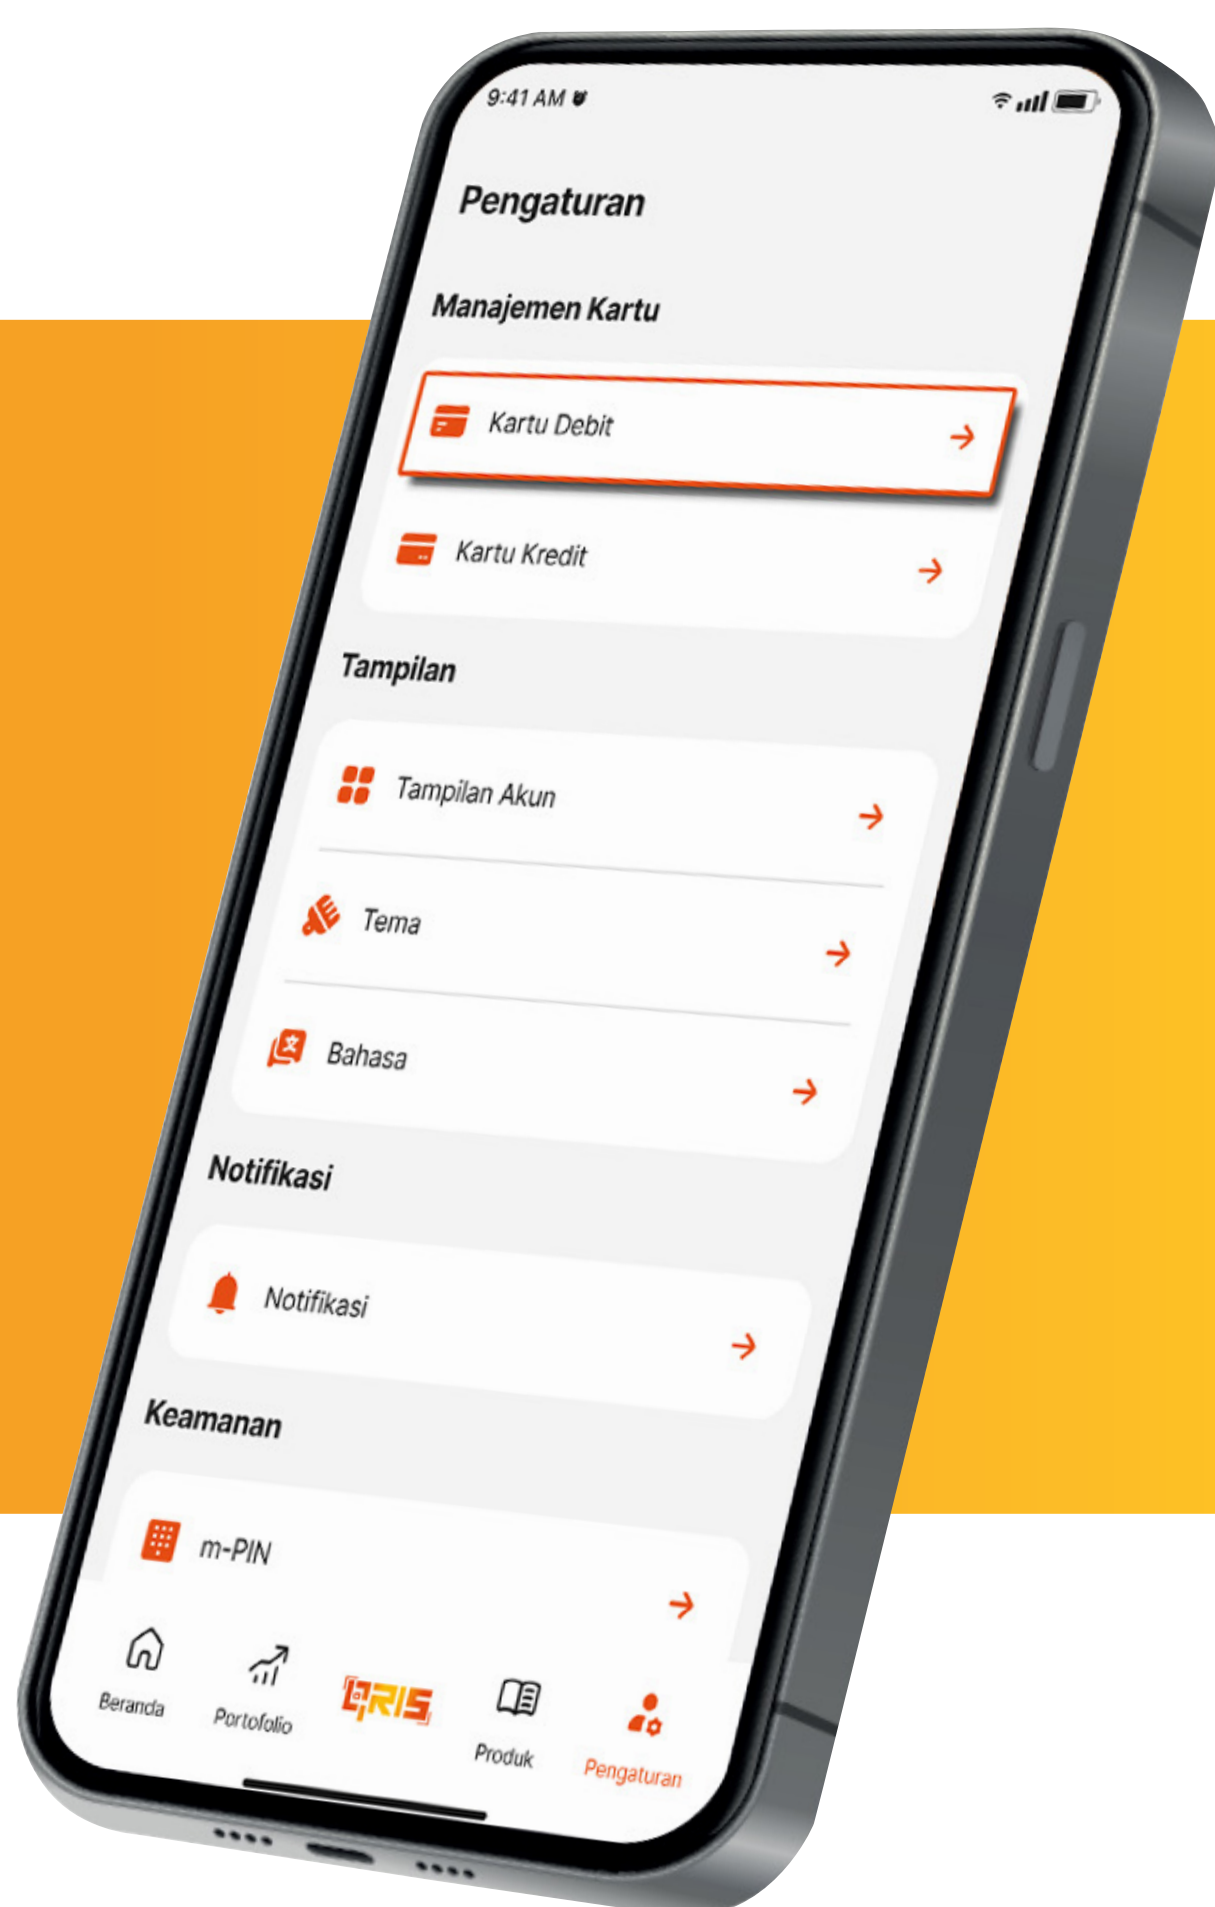 9:41 AM
Pengaturan
Manajemen Kartu
Kartu Debit
Kartu Kredit
Tampilan
Tampilan Akun
Tema
Bahasa
Notifikasi
Notifikasi
Keamanan
m-PIN
Beranda
Portofolio
QRIS
Produk
Pengaturan